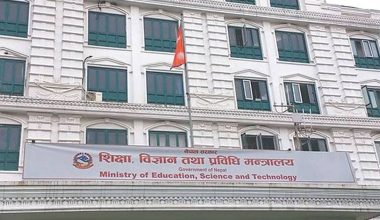 नेपाल सरकार
शिक्षा, विज्ञान तथा प्रविधि मन्त्रालय
Government of Nepal
Ministry of Education, Science and Technology